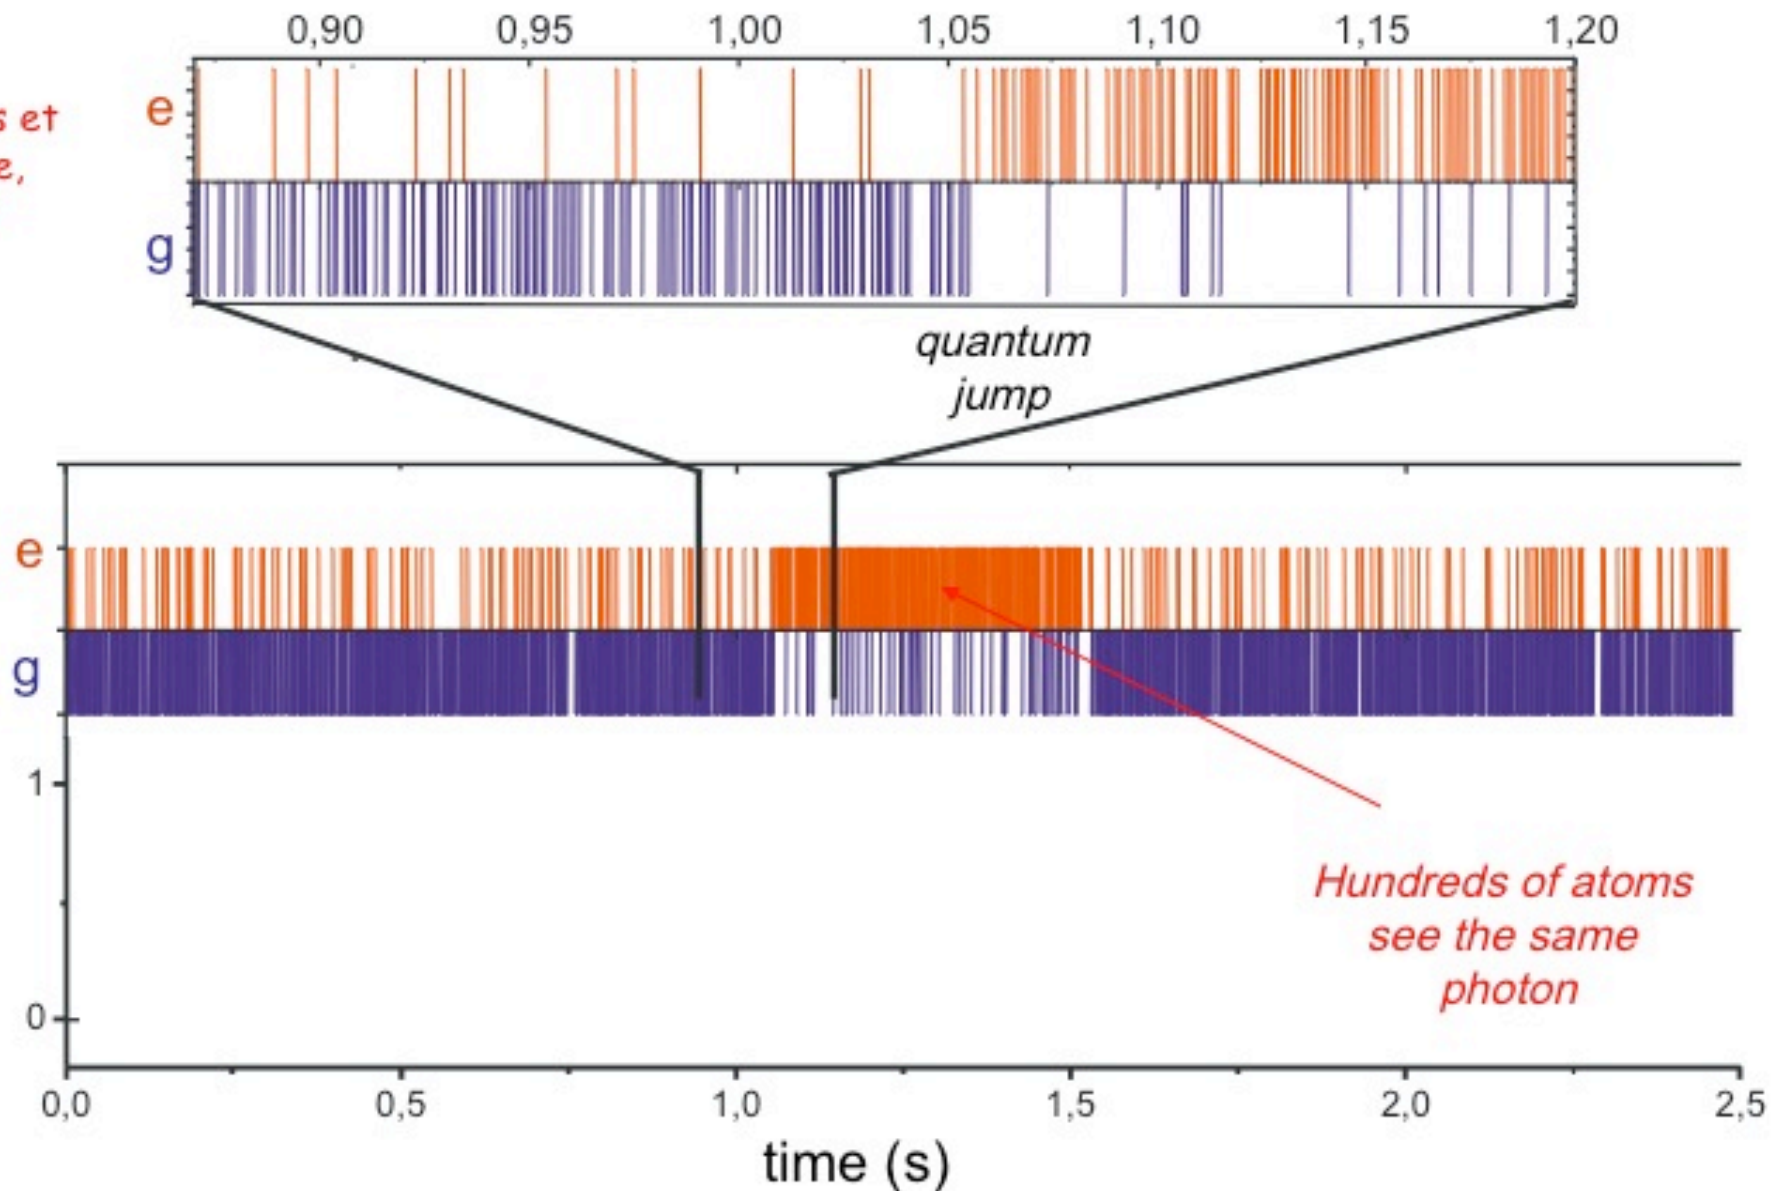 0,90 0,95 1,00 1,05 1,10 1,15 1,20
s et
e,
e
g
quantum
jump
e
g
1
0
Hundreds of atoms
see the same
photon
0,0 0,5 1,0 1,5 2,0 2,5
time (s)